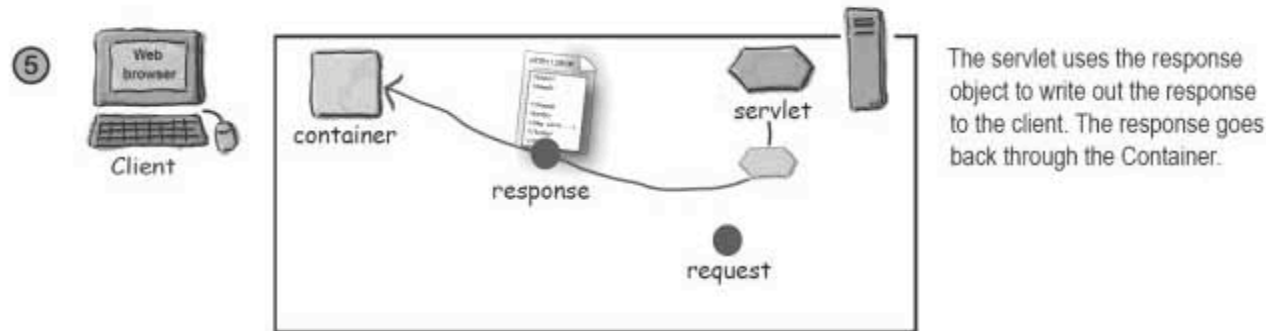 5
Web
browser
Client
container
response
servlet
request
The servlet uses the response
object to write out the response
to the client. The response goes
back through the Container.